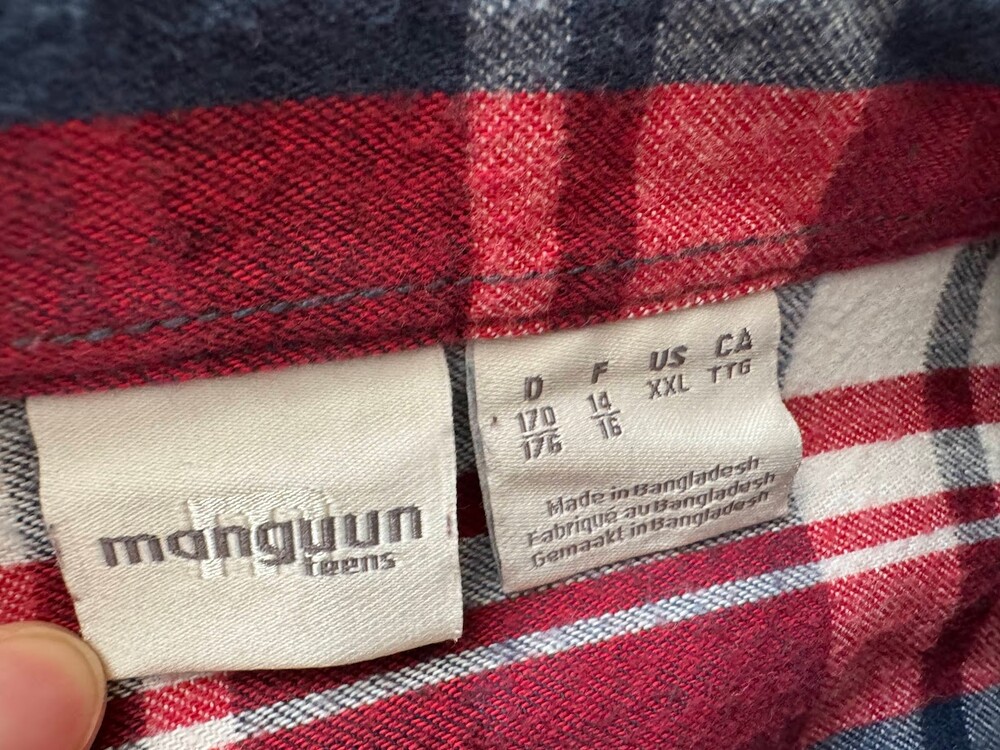 manguun
teens
D F US CA
170 14 XXL TTG
176 16
Made in Bangladesh
Fabriqué au Bangladesh
Gemaakt in Bangladesh